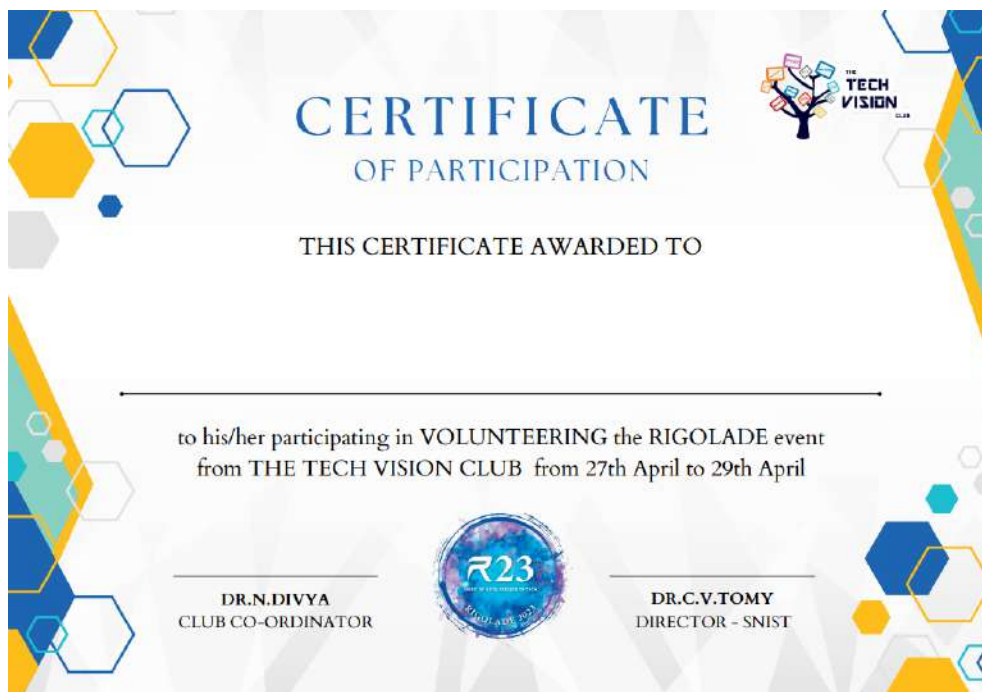 CERTIFICATE
OF PARTICIPATION
THE
TECH
VISION
CLUB
THIS CERTIFICATE AWARDED TO
to his/her participating in VOLUNTEERING the RIGOLADE event
from THE TECH VISION CLUB from 27th April to 29th April
R23
RIGOLADE 2023
DR.N.DIVYA
CLUB CO-ORDINATOR
DR.C.V.TOMY
DIRECTOR - SNIST